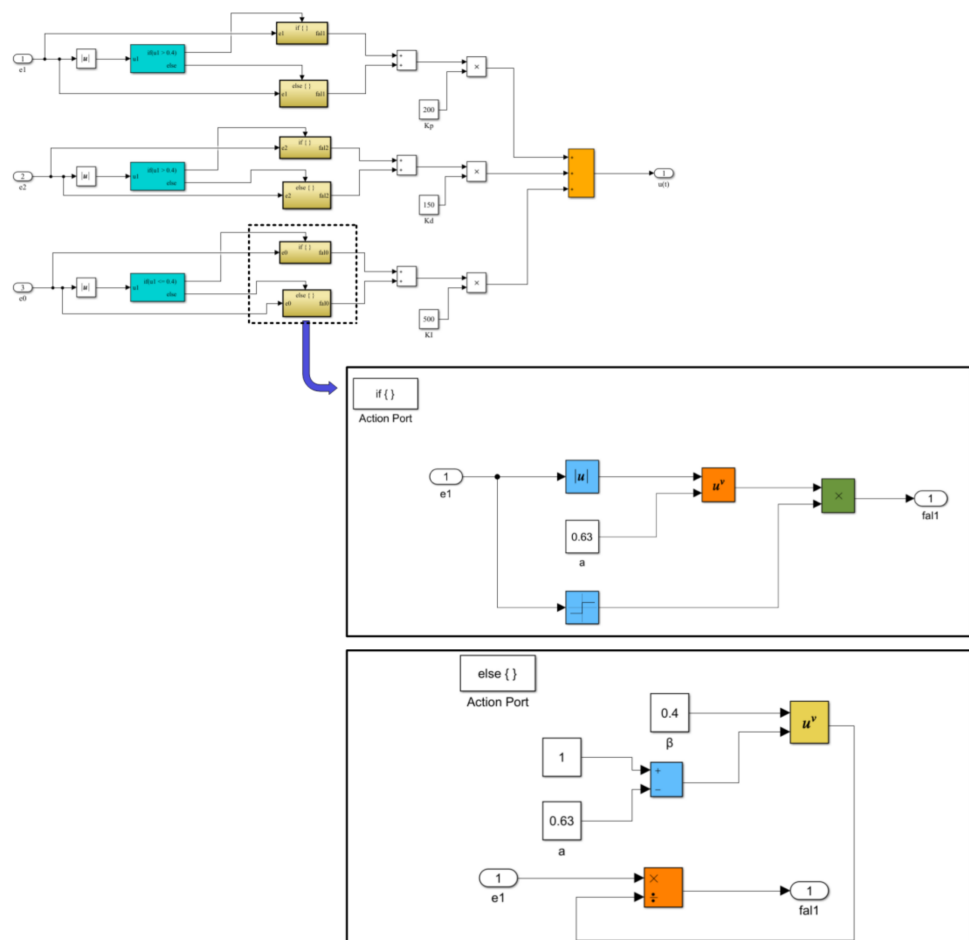 if { }
e1 fal1
1
e1
|u|
u1
if(u1 > 0.4)
else
else { }
e1 fal1
+
+
×
200
Kp
if { }
e2 fal2
2
e2
|u|
u1
if(u1 > 0.4)
else
else { }
e2 fal2
+
+
×
150
Kd
+
+
+
1
u(t)
if { }
e0 fal0
3
e0
|u|
u1
if(u1 <= 0.4)
else
else { }
e0 fal0
+
+
×
500
KI
if { }
Action Port
1
e1
|u|
u^v
0.63
a
×
1
fal1
else { }
Action Port
0.4
β
u^v
1
+
−
0.63
a
1
e1
×
÷
1
fal1